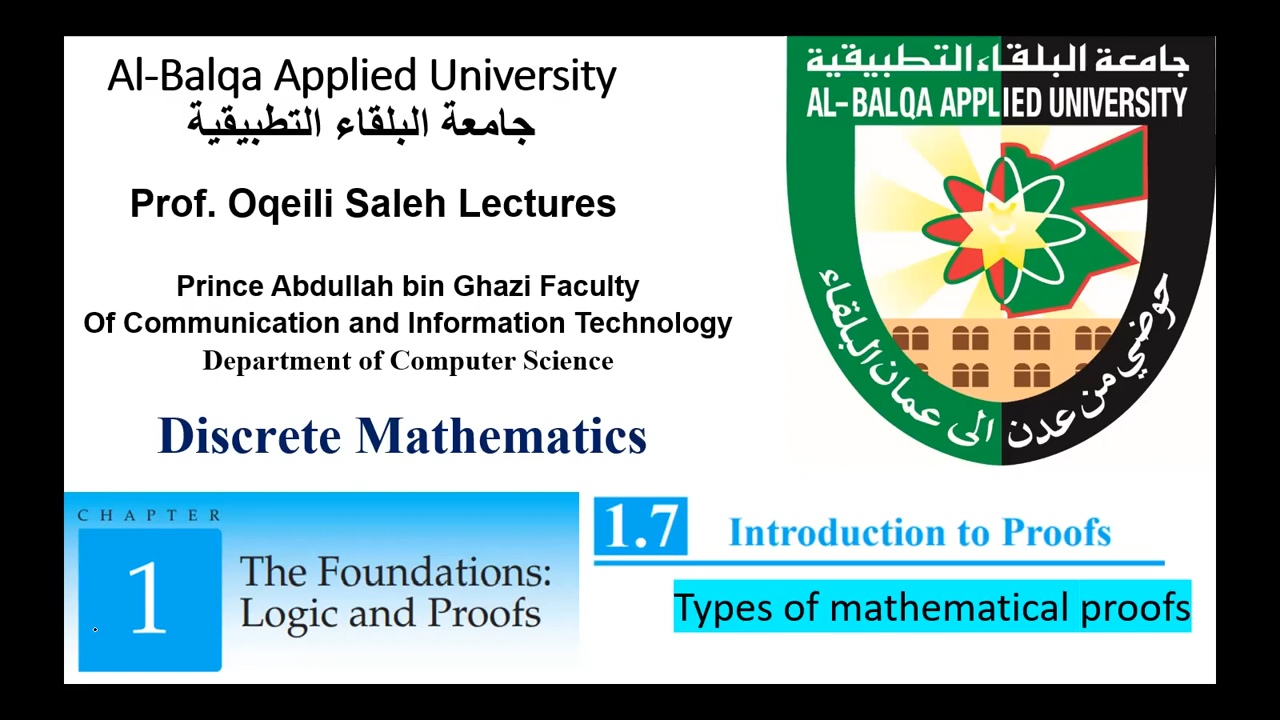 Al-Balqa Applied University
جامعة البلقاء التطبيقية
Prof. Oqeili Saleh Lectures
Prince Abdullah bin Ghazi Faculty
Of Communication and Information Technology
Department of Computer Science
Discrete Mathematics
جامعة البلقاء التطبيقية
AL-BALQA APPLIED UNIVERSITY
حوضي من عدن الى عمان البلقاء
CHAPTER
1
The Foundations:
Logic and Proofs
1.7 Introduction to Proofs
Types of mathematical proofs